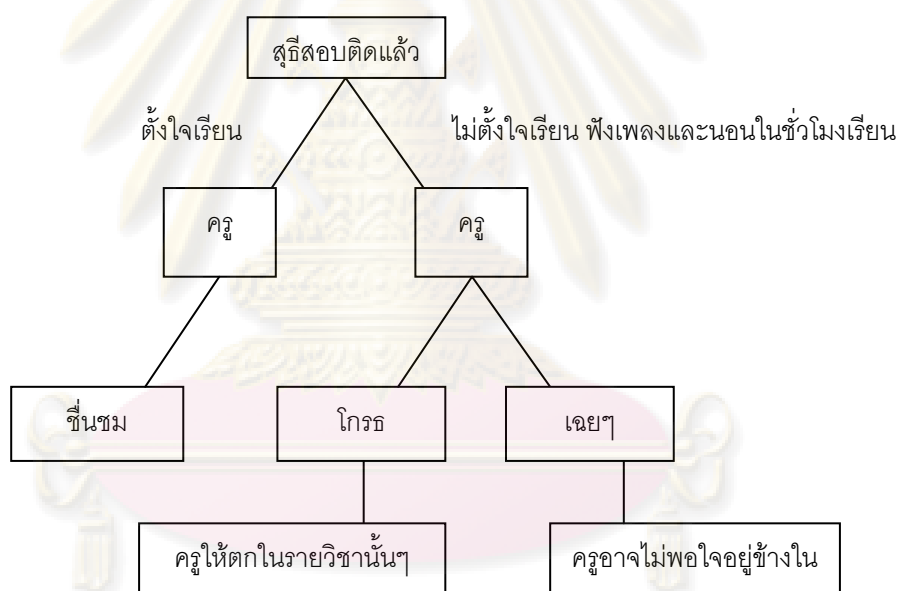 สุธีสอบติดแล้ว
ตั้งใจเรียน
ไม่ตั้งใจเรียน ฟังเพลงและนอนในชั่วโมงเรียน
ครู
ครู
ชื่นชม
โกรธ
เฉยๆ
ครูให้ตกในรายวิชานั้นๆ
ครูอาจไม่พอใจอยู่ข้างใน